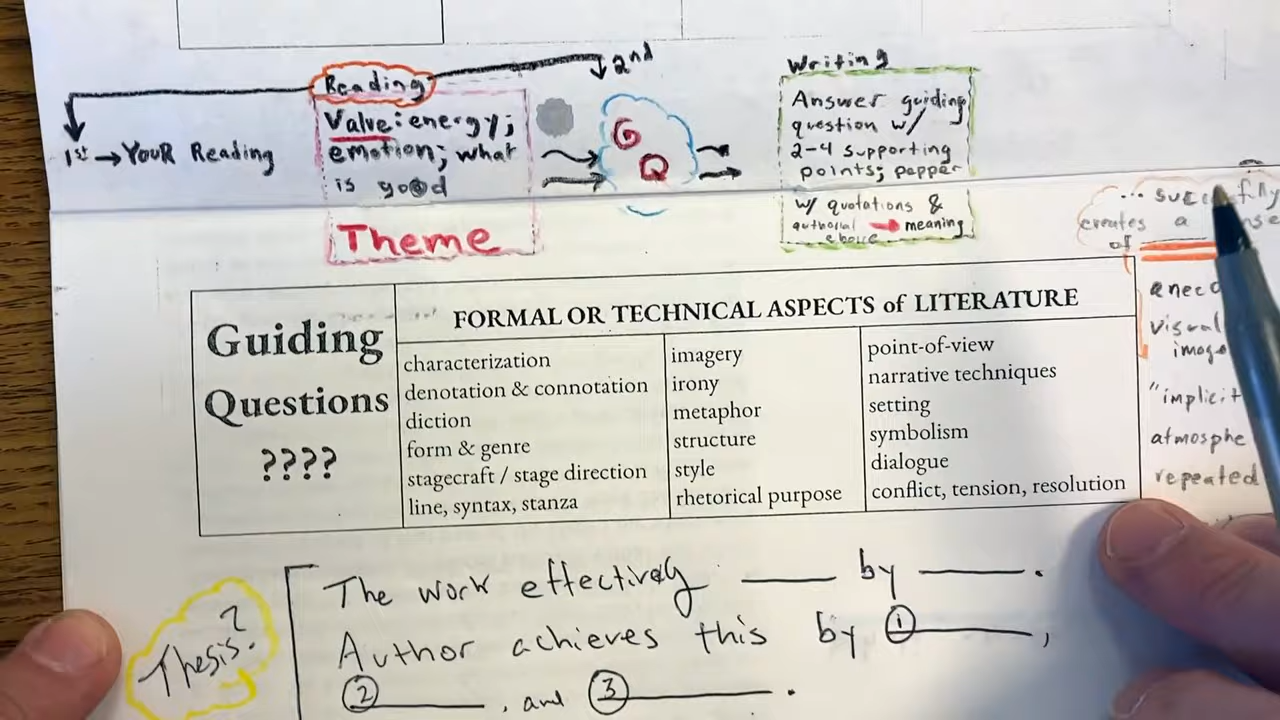 Reading
2nd
1st → YOUR Reading
Value: energy;
emotion; what
is good
Theme
G
Q
Writing
Answer guiding
question w/
2-4 supporting
points; pepper
w/ quotations &
authorial → meaning
choice
...
creates a
of
Guiding
Questions
????
FORMAL OR TECHNICAL ASPECTS of LITERATURE
characterization
denotation & connotation
diction
form & genre
stagecraft / stage direction
line, syntax, stanza
imagery
irony
metaphor
structure
style
rhetorical purpose
point-of-view
narrative techniques
setting
symbolism
dialogue
conflict, tension, resolution
visual
"implicit
repeated
Thesis?
The work effectively ____ by ____.
Author achieves this by ① ____,
② ____, and ③ ____.